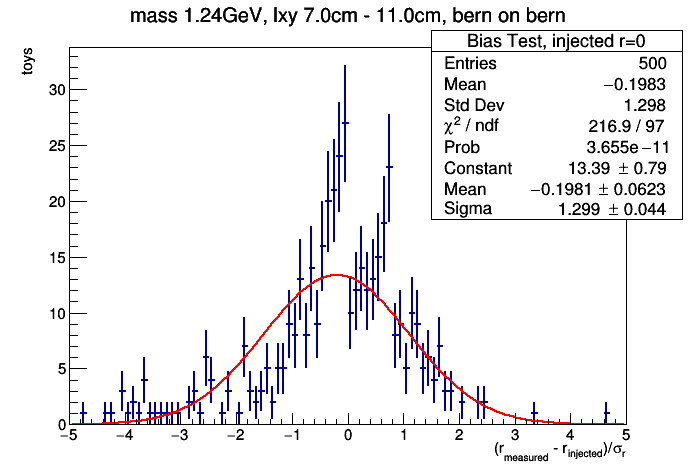 mass 1.24GeV, lxy 7.0cm - 11.0cm, bern on bern
Bias Test, injected r=0
Entries 500
Mean −0.1983
Std Dev 1.298
χ² / ndf 216.9 / 97
Prob 3.655e−11
Constant 13.39 ± 0.79
Mean −0.1981 ± 0.0623
Sigma 1.299 ± 0.044
toys
30
25
20
15
10
5
0
−5 −4 −3 −2 −1 0 1 2 3 4 5
(r_measured - r_injected)/σ_r